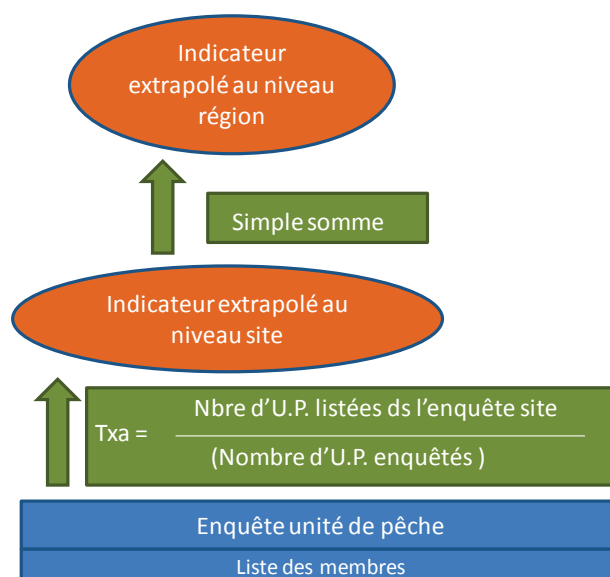 Indicateur
extrapolé au niveau
région
Simple somme
Indicateur extrapolé au
niveau site
Nbre d'U.P. listées ds l'enquête site
Txa =
(Nombre d'U.P. enquêtés )
Enquête unité de pêche
Liste des membres